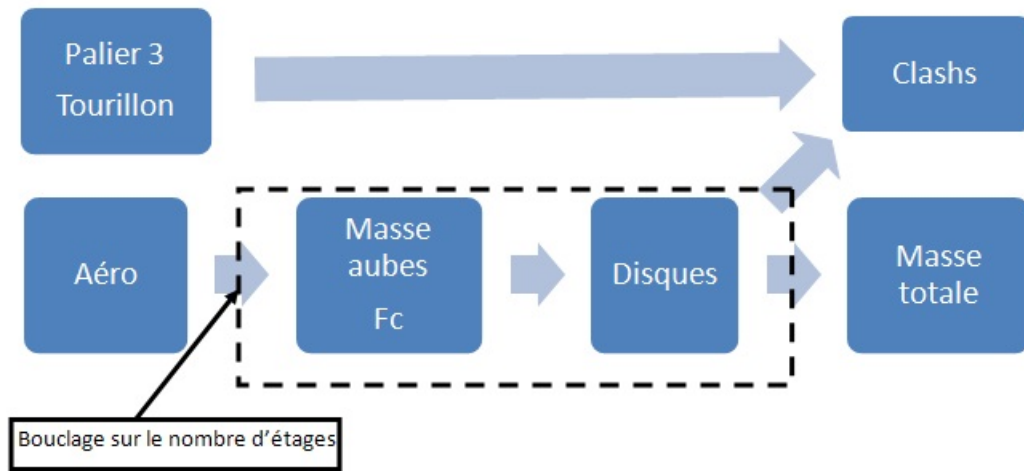 Palier 3
Tourillon
Clashs
Aéro
Masse
aubes
Fc
Disques
Masse
totale
Bouclage sur le nombre d'étages